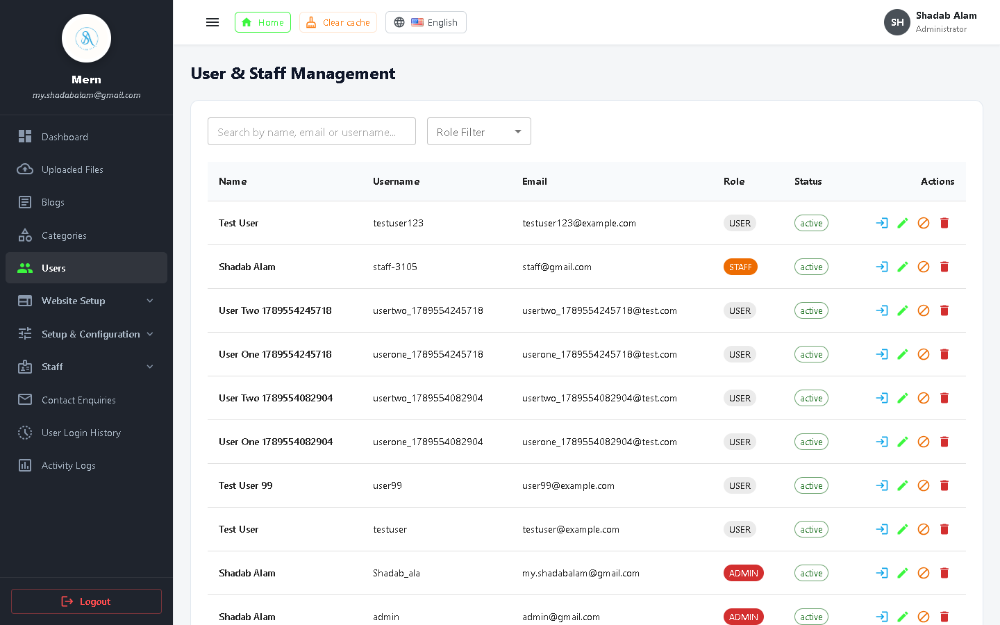 Mern
my.shadabalam@gmail.com
Dashboard
Uploaded Files
Blogs
Categories
Users
Website Setup
Setup & Configuration
Staff
Contact Enquiries
User Login History
Activity Logs
Logout
Home
Clear cache
English
SH
Shadab Alam
Administrator
User & Staff Management
Search by name, email or username...
Role Filter
Name Username Email Role Status Actions
Test User testuser123 testuser123@example.com USER active
Shadab Alam staff-3105 staff@gmail.com STAFF active
User Two 1789554245718 usertwo_1789554245718 usertwo_1789554245718@test.com USER active
User One 1789554245718 userone_1789554245718 userone_1789554245718@test.com USER active
User Two 1789554082904 usertwo_1789554082904 usertwo_1789554082904@test.com USER active
User One 1789554082904 userone_1789554082904 userone_1789554082904@test.com USER active
Test User 99 user99 user99@example.com USER active
Test User testuser testuser@example.com USER active
Shadab Alam Shadab_ala my.shadabalam@gmail.com ADMIN active
Shadab Alam admin admin@gmail.com ADMIN active